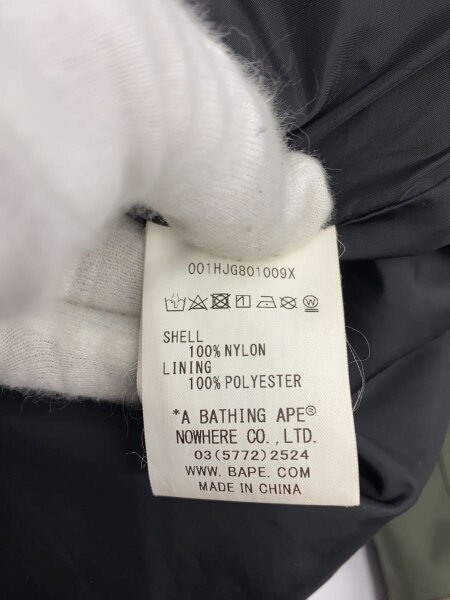 001HJG801009X
SHELL
100% NYLON
LINING
100% POLYESTER
*A BATHING APE®
NOWHERE CO., LTD.
03(5772)2524
WWW. BAPE. COM
MADE IN CHINA